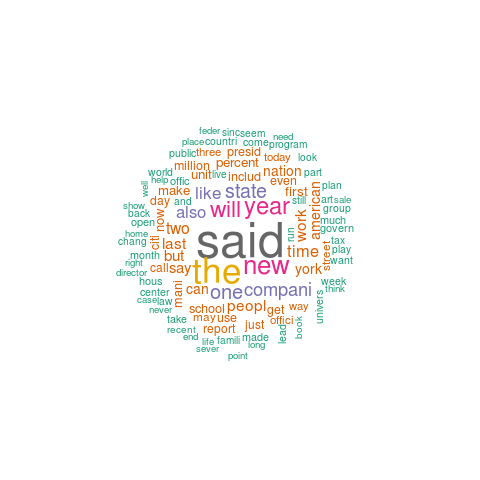 feder sinc seem need
place countri come program
public three presid today look
million percent nation
world unit live includ part
help offic even
well make like state first still plan
show day and also will year american art sale
back now two work group
open said much
home run govern
chang citi last time street tax
month but the new play
right call say york want
director
hous mani can one compani week
center univers think
case law school peopl get way
never may use offici
take report just lead book
recent
end life famili made
sever long
point